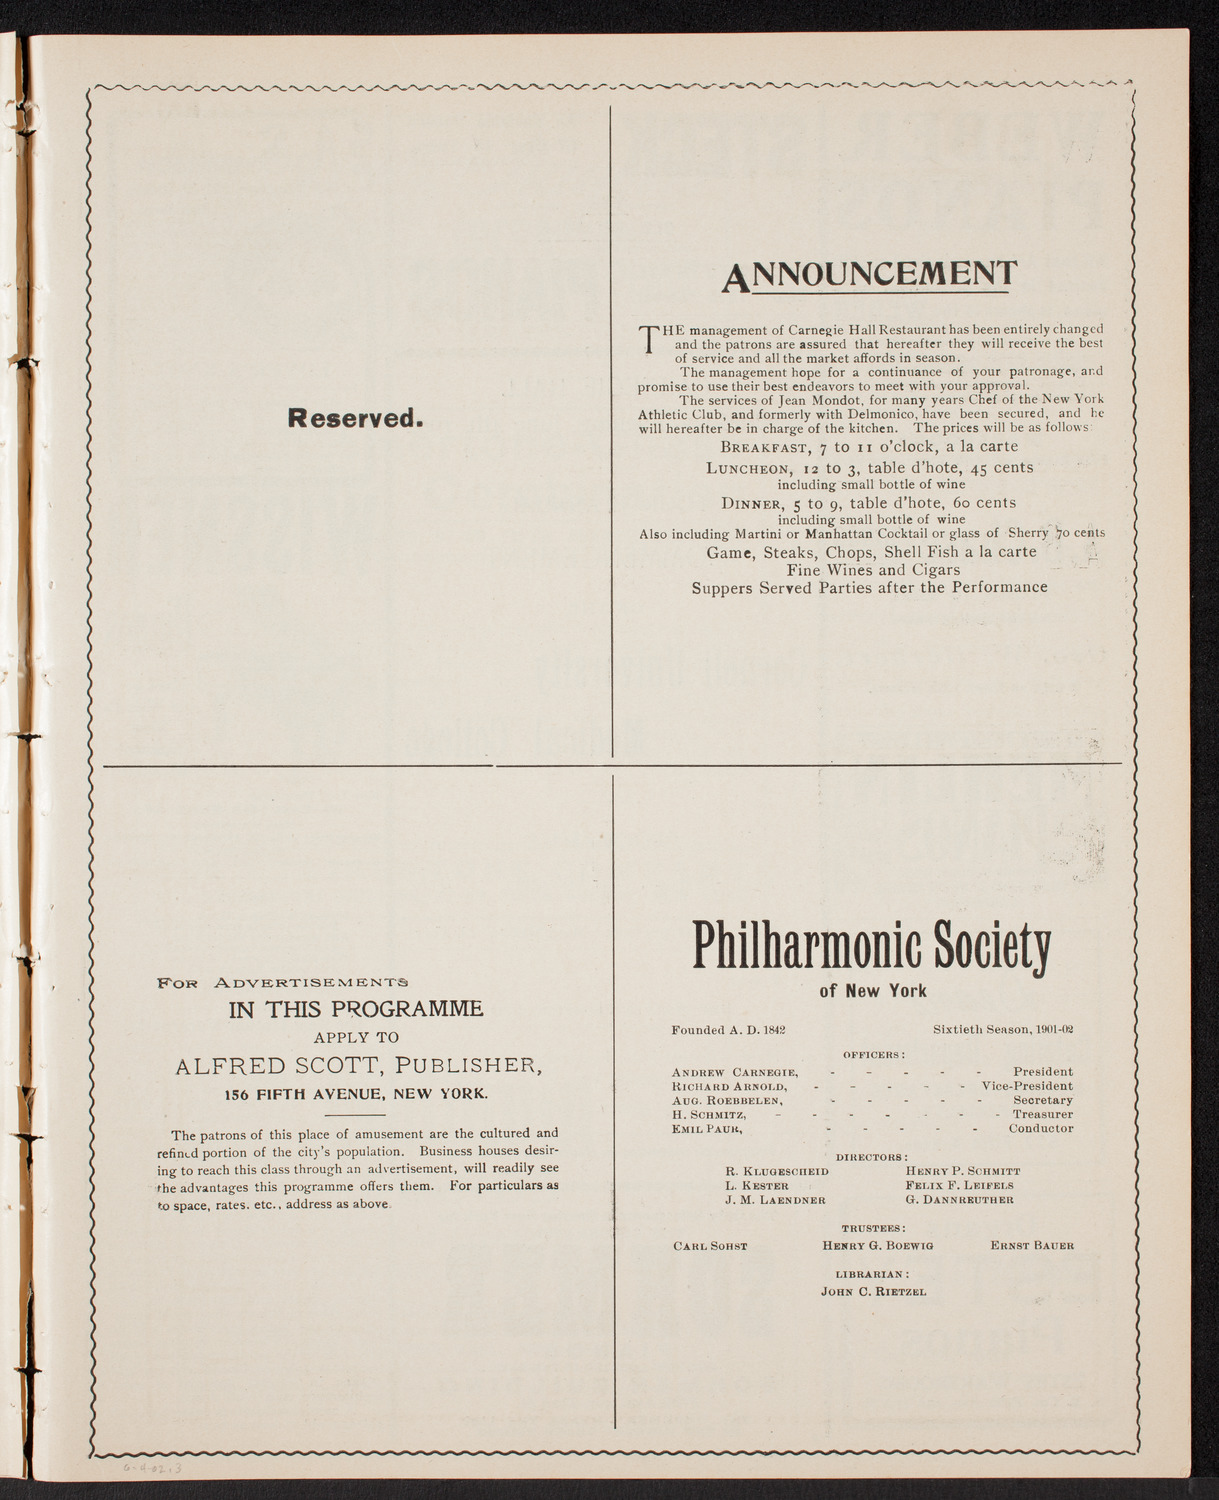 Reserved.
ANNOUNCEMENT
THE management of Carnegie Hall Restaurant has been entirely changed
and the patrons are assured that hereafter they will receive the best
of service and all the market affords in season.
The management hope for a continuance of your patronage, and
promise to use their best endeavors to meet with your approval.
The services of Jean Mondot, for many years Chef of the New York
Athletic Club, and formerly with Delmonico, have been secured, and he
will hereafter be in charge of the kitchen. The prices will be as follows:
BREAKFAST, 7 to 11 o'clock, a la carte
LUNCHEON, 12 to 3, table d'hote, 45 cents
including small bottle of wine
DINNER, 5 to 9, table d'hote, 60 cents
including small bottle of wine
Also including Martini or Manhattan Cocktail or glass of Sherry 70 cents
Game, Steaks, Chops, Shell Fish a la carte
Fine Wines and Cigars
Suppers Served Parties after the Performance
FOR ADVERTISEMENTS
IN THIS PROGRAMME
APPLY TO
ALFRED SCOTT, PUBLISHER,
156 FIFTH AVENUE, NEW YORK.
The patrons of this place of amusement are the cultured and
refined portion of the city's population. Business houses desir-
ing to reach this class through an advertisement, will readily see
the advantages this programme offers them. For particulars as
to space, rates, etc., address as above.
Philharmonic Society
of New York
Founded A. D. 1842 Sixtieth Season, 1901-02
OFFICERS:
ANDREW CARNEGIE, - - - - - President
RICHARD ARNOLD, - - - - - Vice-President
AUG. ROEBBELEN, - - - - - Secretary
H. SCHMITZ, - - - - - - - Treasurer
EMIL PAUR, - - - - - Conductor
DIRECTORS:
R. KLUGESCHEID HENRY P. SCHMITT
L. KESTER FELIX F. LEIFELS
J. M. LAENDNER G. DANNREUTHER
TRUSTEES:
CARL SOHST HENRY G. BOEWIG ERNST BAUER
LIBRARIAN:
JOHN C. RIETZEL
6-4-02.3